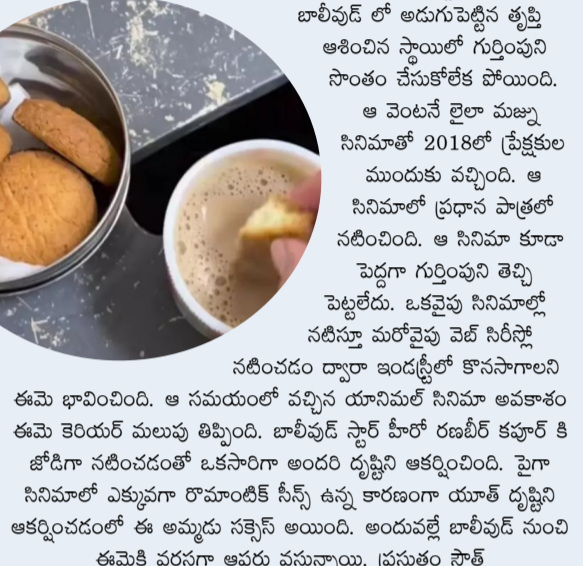 బాలీవుడ్ లో అడుగుపెట్టిన తృప్తి
ఆశించిన స్థాయిలో గుర్తింపుని
సొంతం చేసుకోలేక పోయింది.
ఆ వెంటనే లైలా మజ్ను
సినిమాతో 2018లో ప్రేక్షకుల
ముందుకు వచ్చింది. ఆ
సినిమాలో ప్రధాన పాత్రలో
నటించింది. ఆ సినిమా కూడా
పెద్దగా గుర్తింపుని తెచ్చి
పెట్టలేదు. ఒకవైపు సినిమాల్లో
నటిస్తూ మరోవైపు వెబ్ సిరీస్లో
నటించడం ద్వారా ఇండస్ట్రీలో కొనసాగాలని
ఈమె భావించింది. ఆ సమయంలో వచ్చిన యానిమల్ సినిమా అవకాశం
ఈమె కెరియర్ మలుపు తిప్పింది. బాలీవుడ్ స్టార్ హీరో రణబీర్ కపూర్ కి
జోడిగా నటించడంతో ఒకసారిగా అందరి దృష్టిని ఆకర్షించింది. పైగా
సినిమాలో ఎక్కువగా రొమాంటిక్ సీన్స్ ఉన్న కారణంగా యూత్ దృష్టిని
ఆకర్షించడంలో ఈ అమ్మడు సక్సెస్ అయింది. అందువల్లే బాలీవుడ్ నుంచి
ఈమెకి వరసగా ఆఫర్లు వస్తున్నాయి. ప్రస్తుతం సౌత్